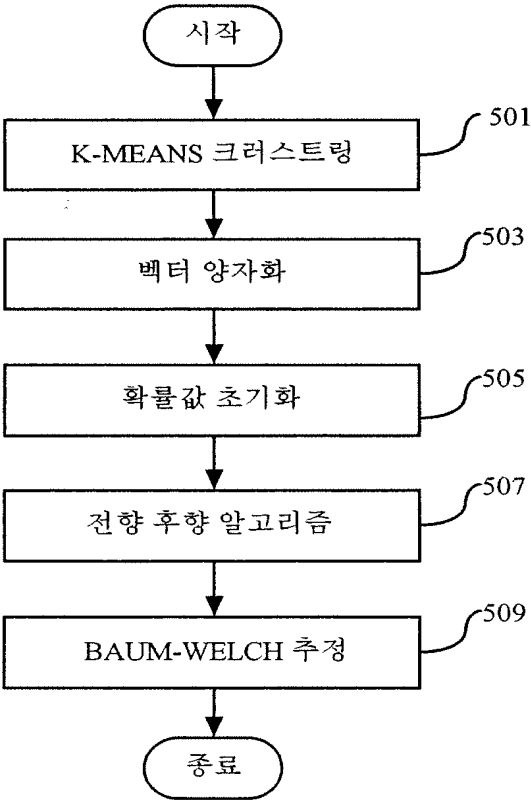 시작
501
K-MEANS 크러스트링
503
벡터 양자화
505
확률값 초기화
507
전향 후향 알고리즘
509
BAUM-WELCH 추정
종료